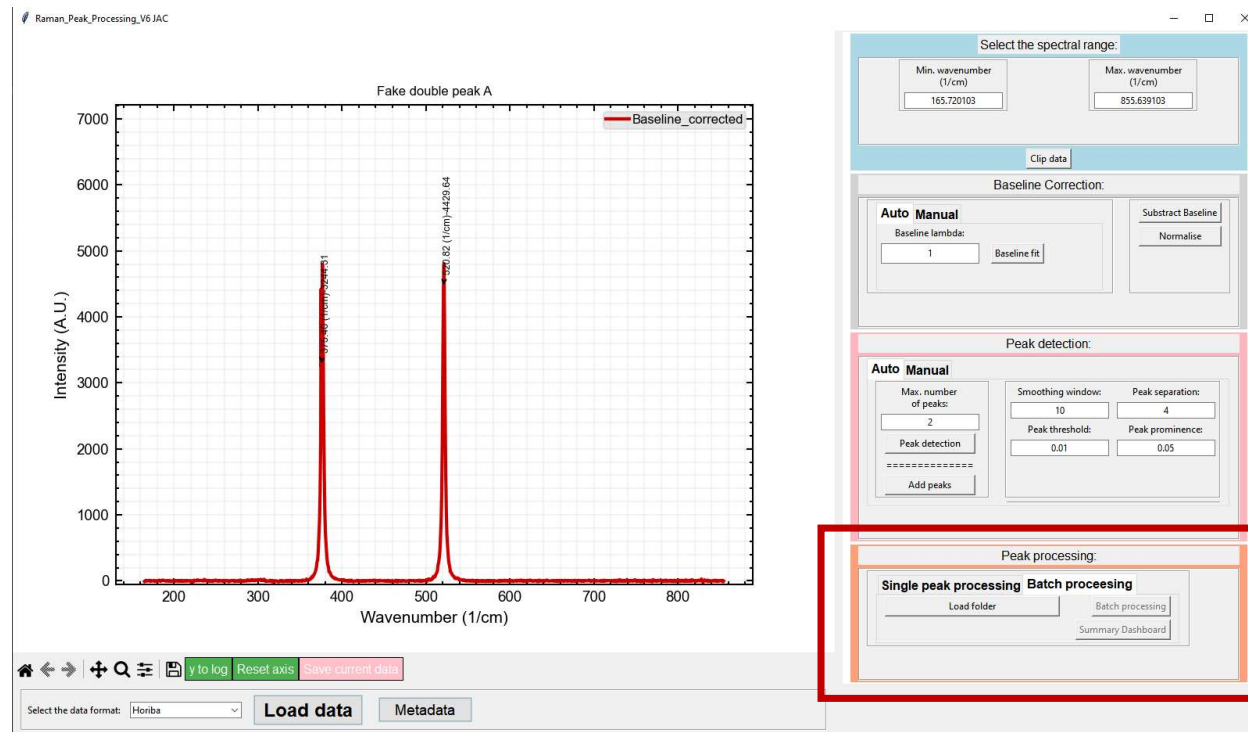 Raman_Peak_Processing_V6 JAC
Fake double peak A
Baseline_corrected
7000
6000
5000
4000
3000
2000
1000
0
Intensity (A.U.)
520.82 (1/cm)-4429.64
200 300 400 500 600 700 800
Wavenumber (1/cm)
y to log Reset axis Save current data
Select the data format: Horiba Load data Metadata
Select the spectral range:
Min. wavenumber Max. wavenumber
(1/cm) (1/cm)
165.720103 855.639103
Clip data
Baseline Correction:
Auto Manual Substract Baseline
Baseline lambda: Normalise
1 Baseline fit
Peak detection:
Auto Manual
Max. number
of peaks:
2
Peak detection
==============
Add peaks
Smoothing window: Peak separation:
10 4
Peak threshold: Peak prominence:
0.01 0.05
Peak processing:
Single peak processing Batch proceesing
Load folder Batch processing
Summary Dashboard